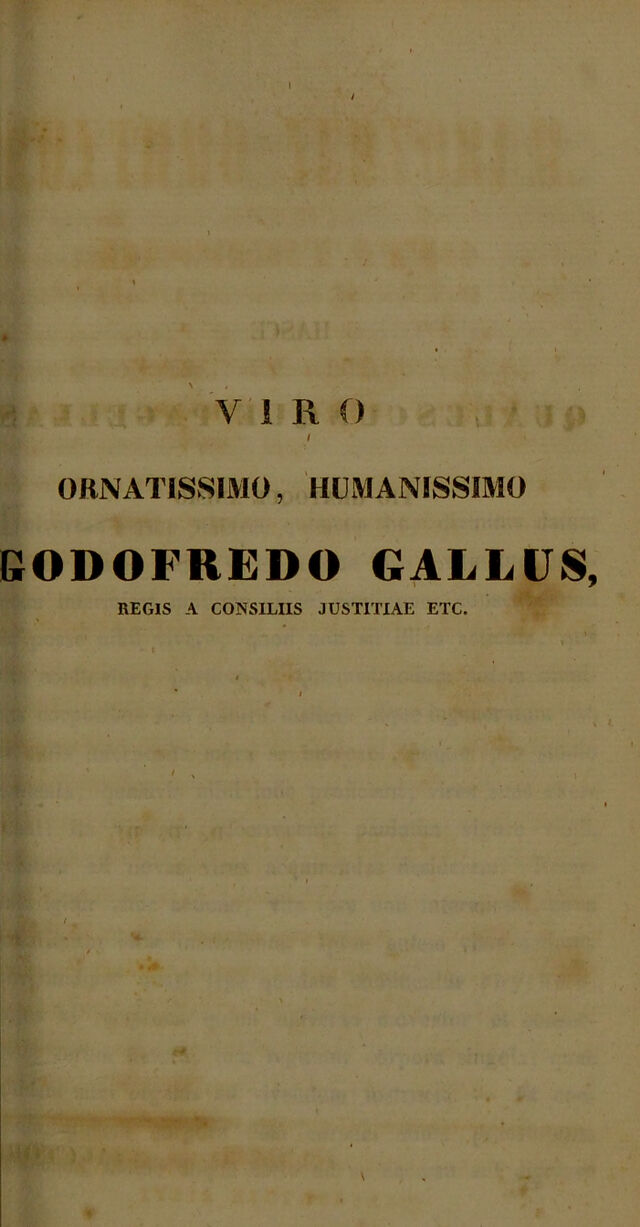 VIRO
ORNATISSIMO, HUMANISSIMO
GODOFREDO GALLUS,
REGIS A CONSILIIS JUSTITIAE ETC.